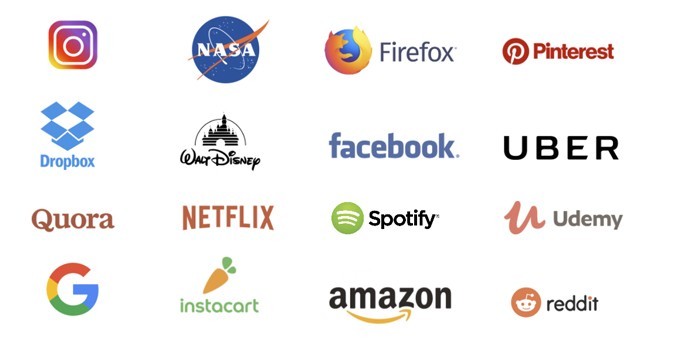 NASA
Firefox
Pinterest
Dropbox
WALT DISNEY
facebook.
UBER
Quora
NETFLIX
Spotify
Udemy
G
instacart
amazon
reddit